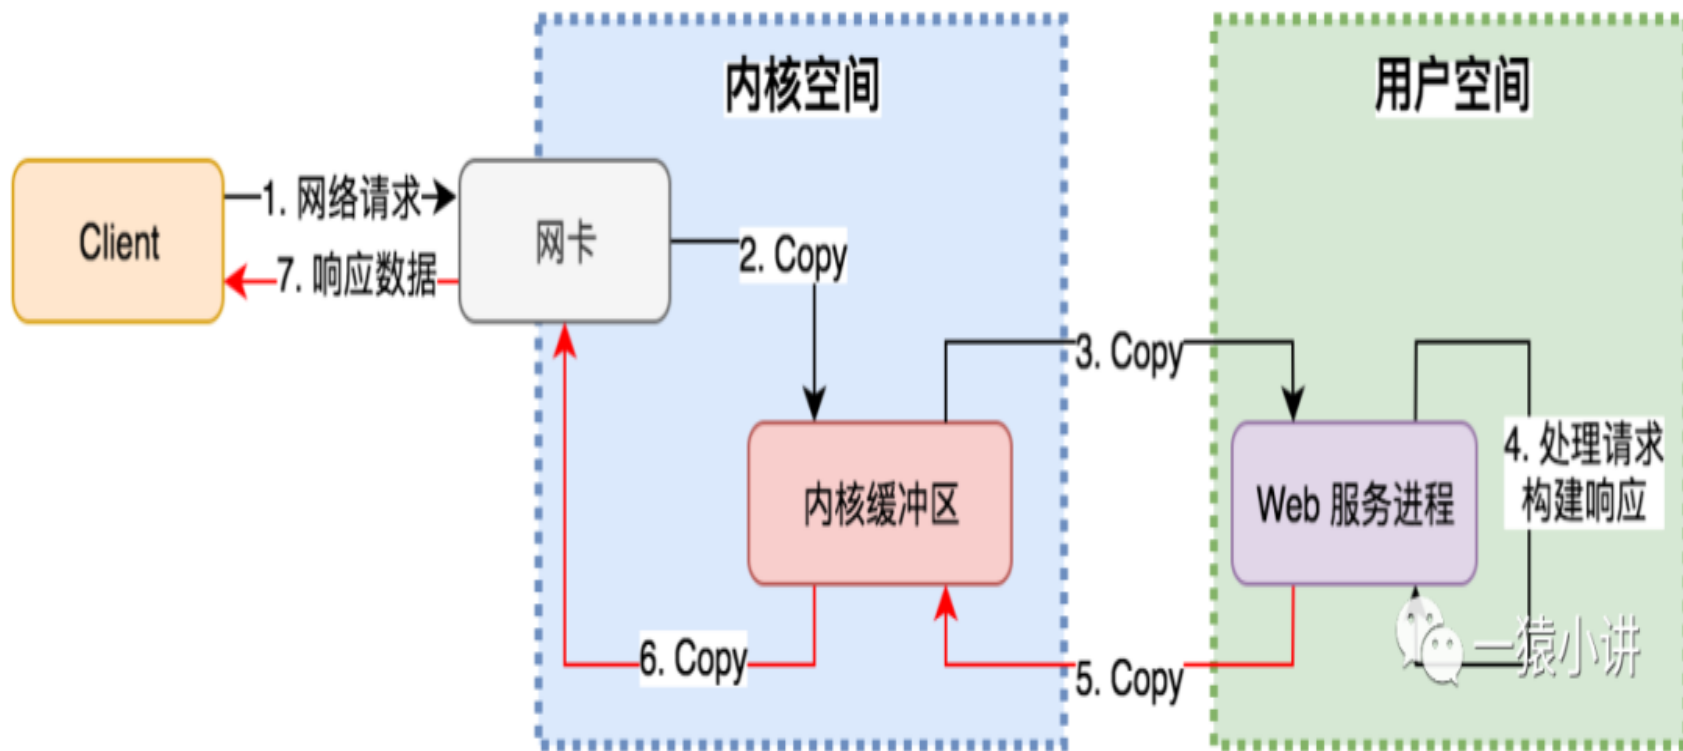 内核空间
用户空间
Client
1. 网络请求
7. 响应数据
网卡
2. Copy
3. Copy
内核缓冲区
Web 服务进程
4. 处理请求
构建响应
6. Copy
5. Copy
一猿小讲